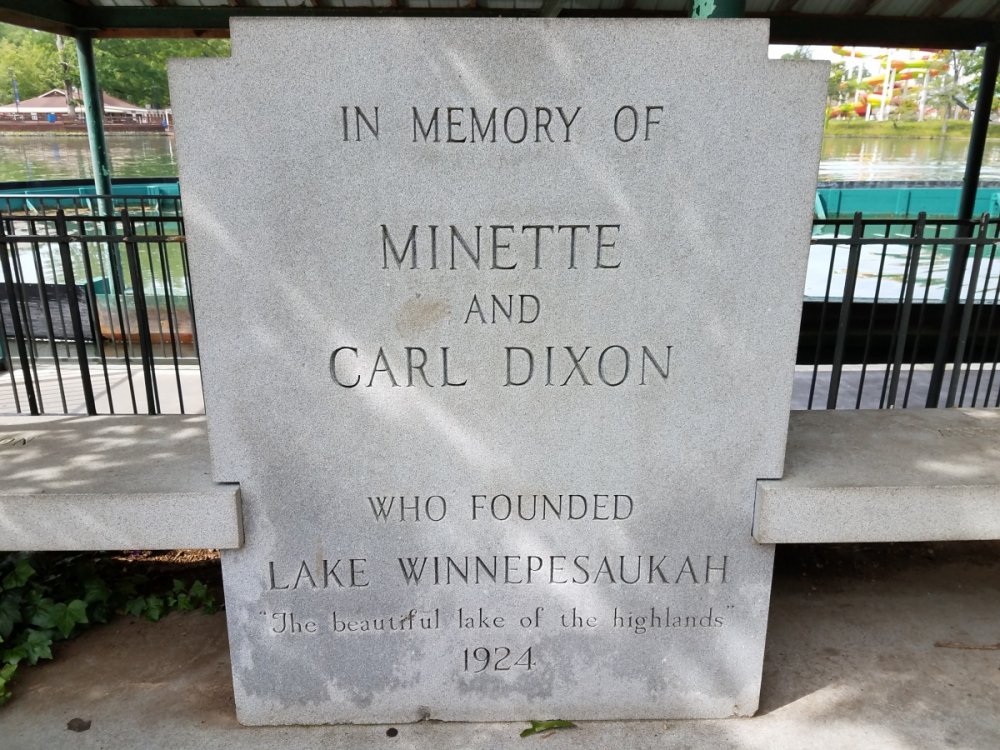 IN MEMORY OF
MINETTE
AND
CARL DIXON
WHO FOUNDED
LAKE WINNEPESAUKAH
"The beautiful lake of the highlands"
1924